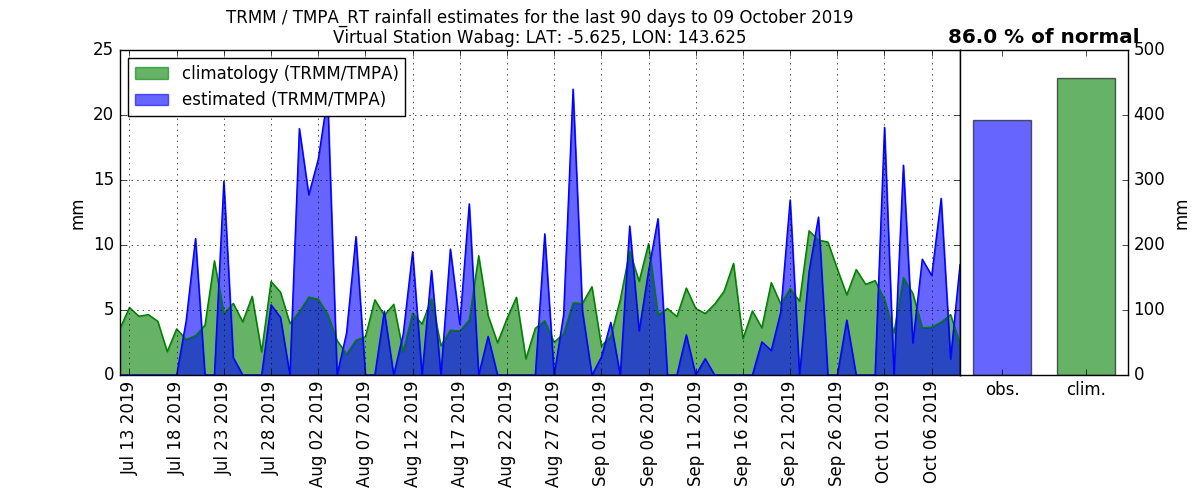 TRMM / TMPA_RT rainfall estimates for the last 90 days to 09 October 2019
Virtual Station Wabag: LAT: -5.625, LON: 143.625
86.0 % of normal
climatology (TRMM/TMPA)
estimated (TRMM/TMPA)
25
20
15
10
5
0
mm
500
400
300
200
100
0
mm
Jul 13 2019
Jul 18 2019
Jul 23 2019
Jul 28 2019
Aug 02 2019
Aug 07 2019
Aug 12 2019
Aug 17 2019
Aug 22 2019
Aug 27 2019
Sep 01 2019
Sep 06 2019
Sep 11 2019
Sep 16 2019
Sep 21 2019
Sep 26 2019
Oct 01 2019
Oct 06 2019
obs.
clim.